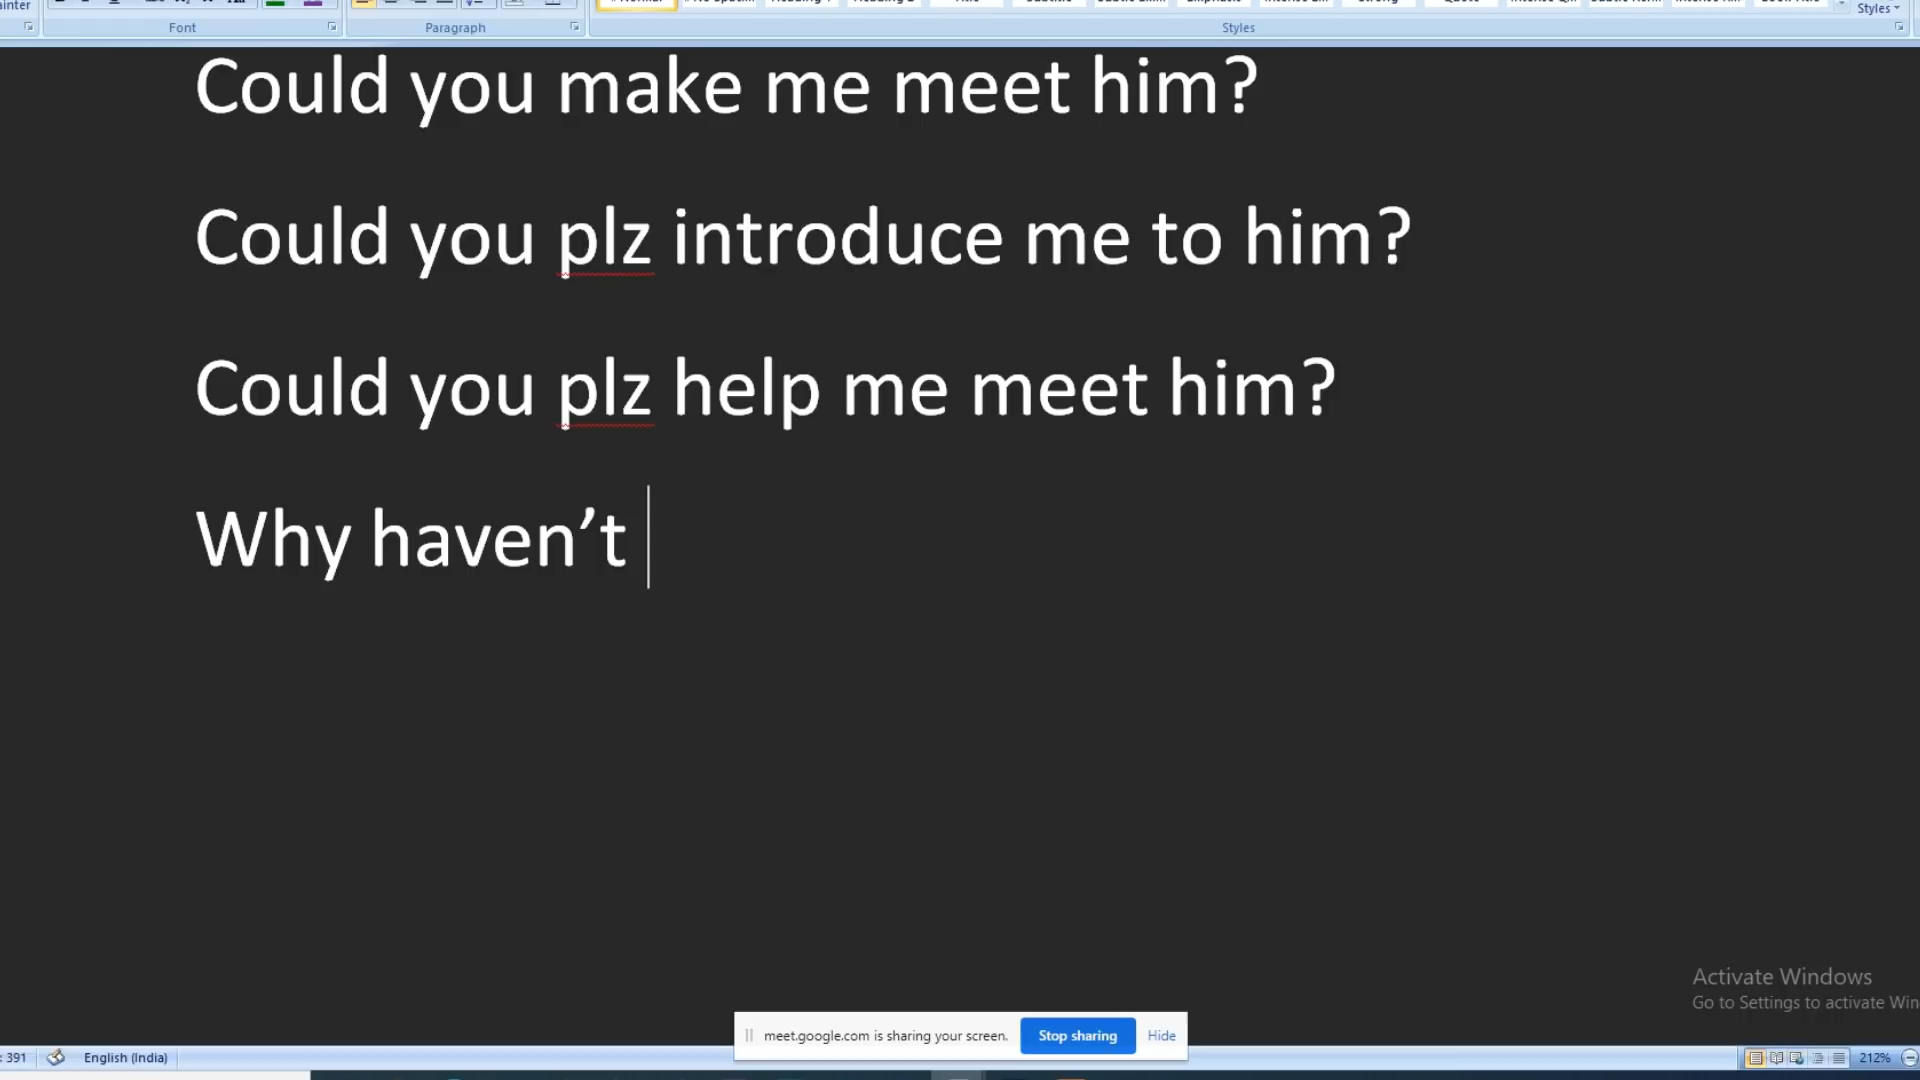 ainter
Font
Paragraph
Styles
Styles
Could you make me meet him?
Could you plz introduce me to him?
Could you plz help me meet him?
Why haven’t
Activate Windows
Go to Settings to activate Win
meet.google.com is sharing your screen.
Stop sharing
Hide
: 391
English (India)
212%